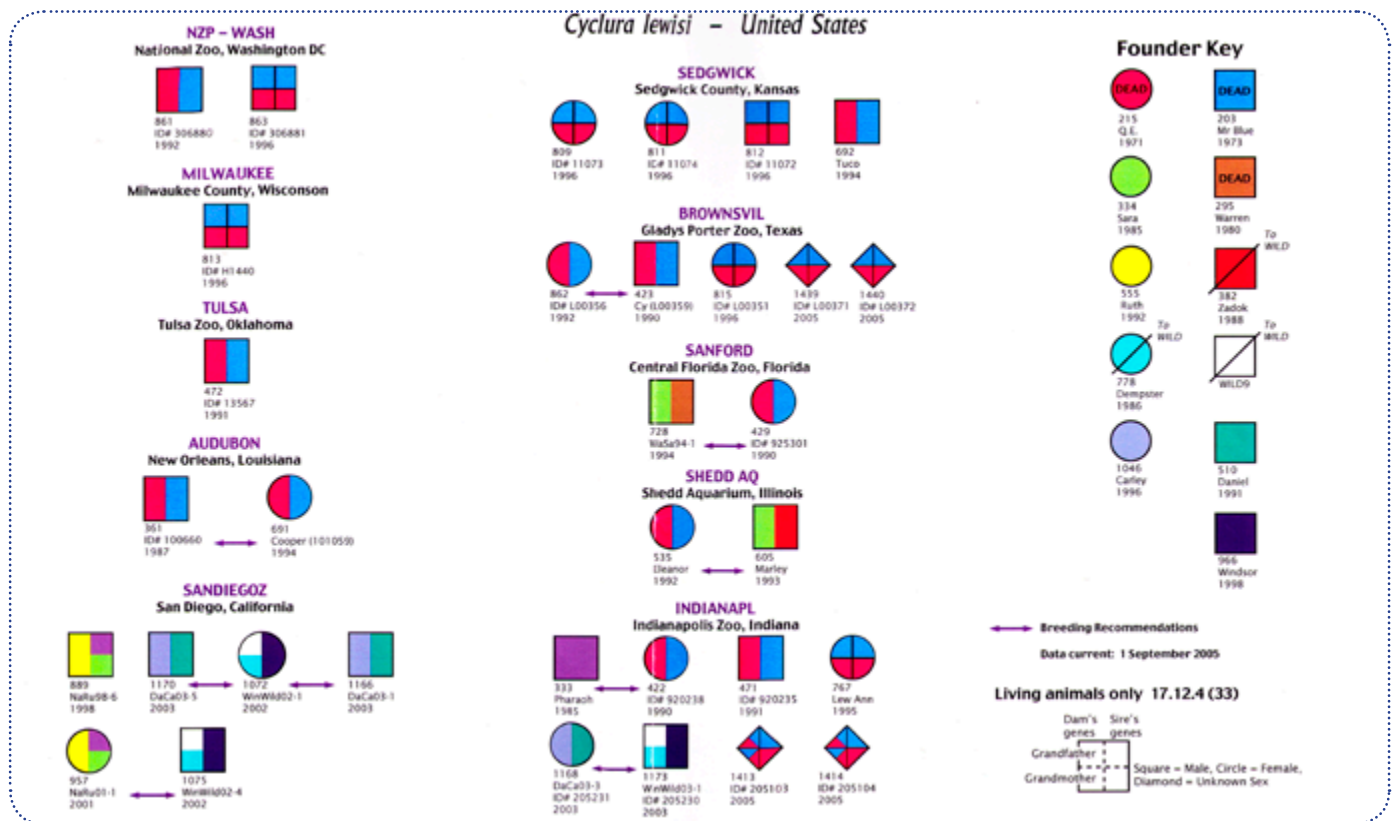 Cyclura lewisi – United States
NZP – WASH
National Zoo, Washington DC
861
ID# 306880
1992
863
ID# 306881
1996
MILWAUKEE
Milwaukee County, Wisconson
813
ID# H1440
1996
TULSA
Tulsa Zoo, Oklahoma
472
ID# 13567
1991
AUDUBON
New Orleans, Louisiana
361
ID# 100660
1987
691
Cooper (101059)
1994
SANDIEGOZ
San Diego, California
889
NaRu98-6
1998
1170
DaCa03-5
2003
1072
WinWild02-1
2002
1166
DaCa03-1
2003
957
NaRu01-1
2001
1075
WinWild02-4
2002
SEDGWICK
Sedgwick County, Kansas
809
ID# 11073
1996
811
ID# 11074
1996
812
ID# 11072
1996
692
Tuco
1994
BROWNSVIL
Gladys Porter Zoo, Texas
862
ID# L00356
1992
423
Cy (L00359)
1990
815
ID# L00351
1996
1439
ID# L00371
2005
1440
ID# L00372
2005
SANFORD
Central Florida Zoo, Florida
728
WaSa94-1
1994
429
ID# 925301
1990
SHEDD AQ
Shedd Aquarium, Illinois
535
Eleanor
1992
605
Marley
1993
INDIANAPL
Indianapolis Zoo, Indiana
333
Pharaoh
1985
422
ID# 920238
1990
471
ID# 920235
1991
767
Lew Ann
1995
1168
DaCa03-3
ID# 205231
2003
1173
WinWild03-1
ID# 205230
2003
1413
ID# 205103
2005
1414
ID# 205104
2005
Founder Key
DEAD
215
Q.E.
1971
DEAD
203
Mr Blue
1973
334
Sara
1985
DEAD
295
Warren
1980
555
Ruth
1992
To
WILD
382
Zadok
1988
To
WILD
778
Dempster
1986
To
WILD
WILD9
1046
Carley
1996
510
Daniel
1991
966
Windsor
1998
Breeding Recommendations
Data current: 1 September 2005
Living animals only 17.12.4 (33)
Dam's genes
Sire's genes
Grandfather
Grandmother
Square = Male, Circle = Female,
Diamond = Unknown Sex